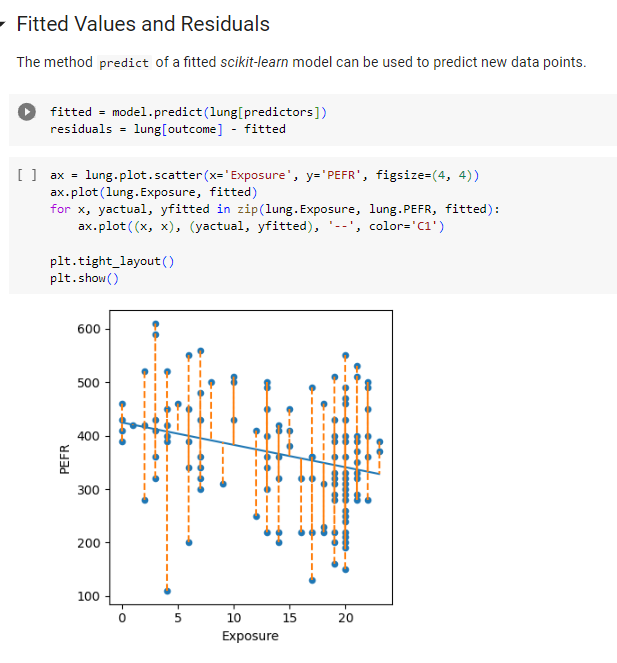 Fitted Values and Residuals
The method predict of a fitted scikit-learn model can be used to predict new data points.
fitted = model.predict(lung[predictors])
residuals = lung[outcome] - fitted
[ ] ax = lung.plot.scatter(x='Exposure', y='PEFR', figsize=(4, 4))
ax.plot(lung.Exposure, fitted)
for x, yactual, yfitted in zip(lung.Exposure, lung.PEFR, fitted):
    ax.plot((x, x), (yactual, yfitted), '--', color='C1')
plt.tight_layout()
plt.show()
600
500
400
300
200
100
PEFR
0 5 10 15 20
Exposure